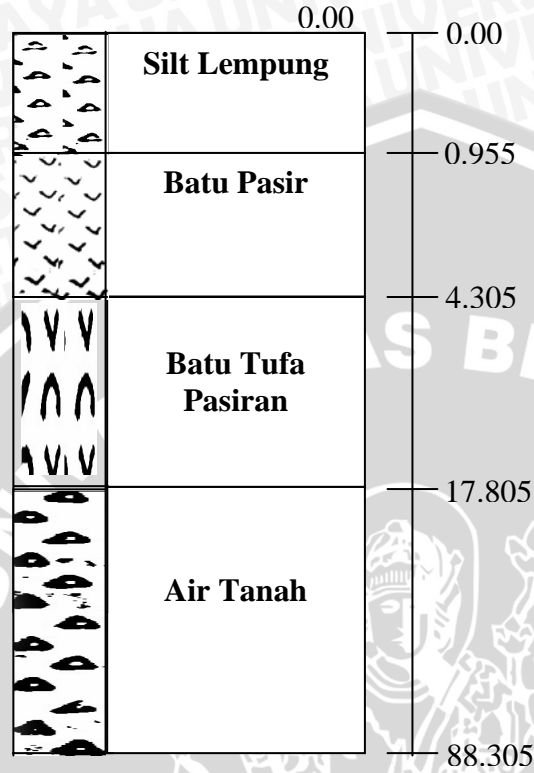 0.00
0.00
Silt Lempung
0.955
Batu Pasir
4.305
Batu Tufa
Pasiran
17.805
Air Tanah
88.305